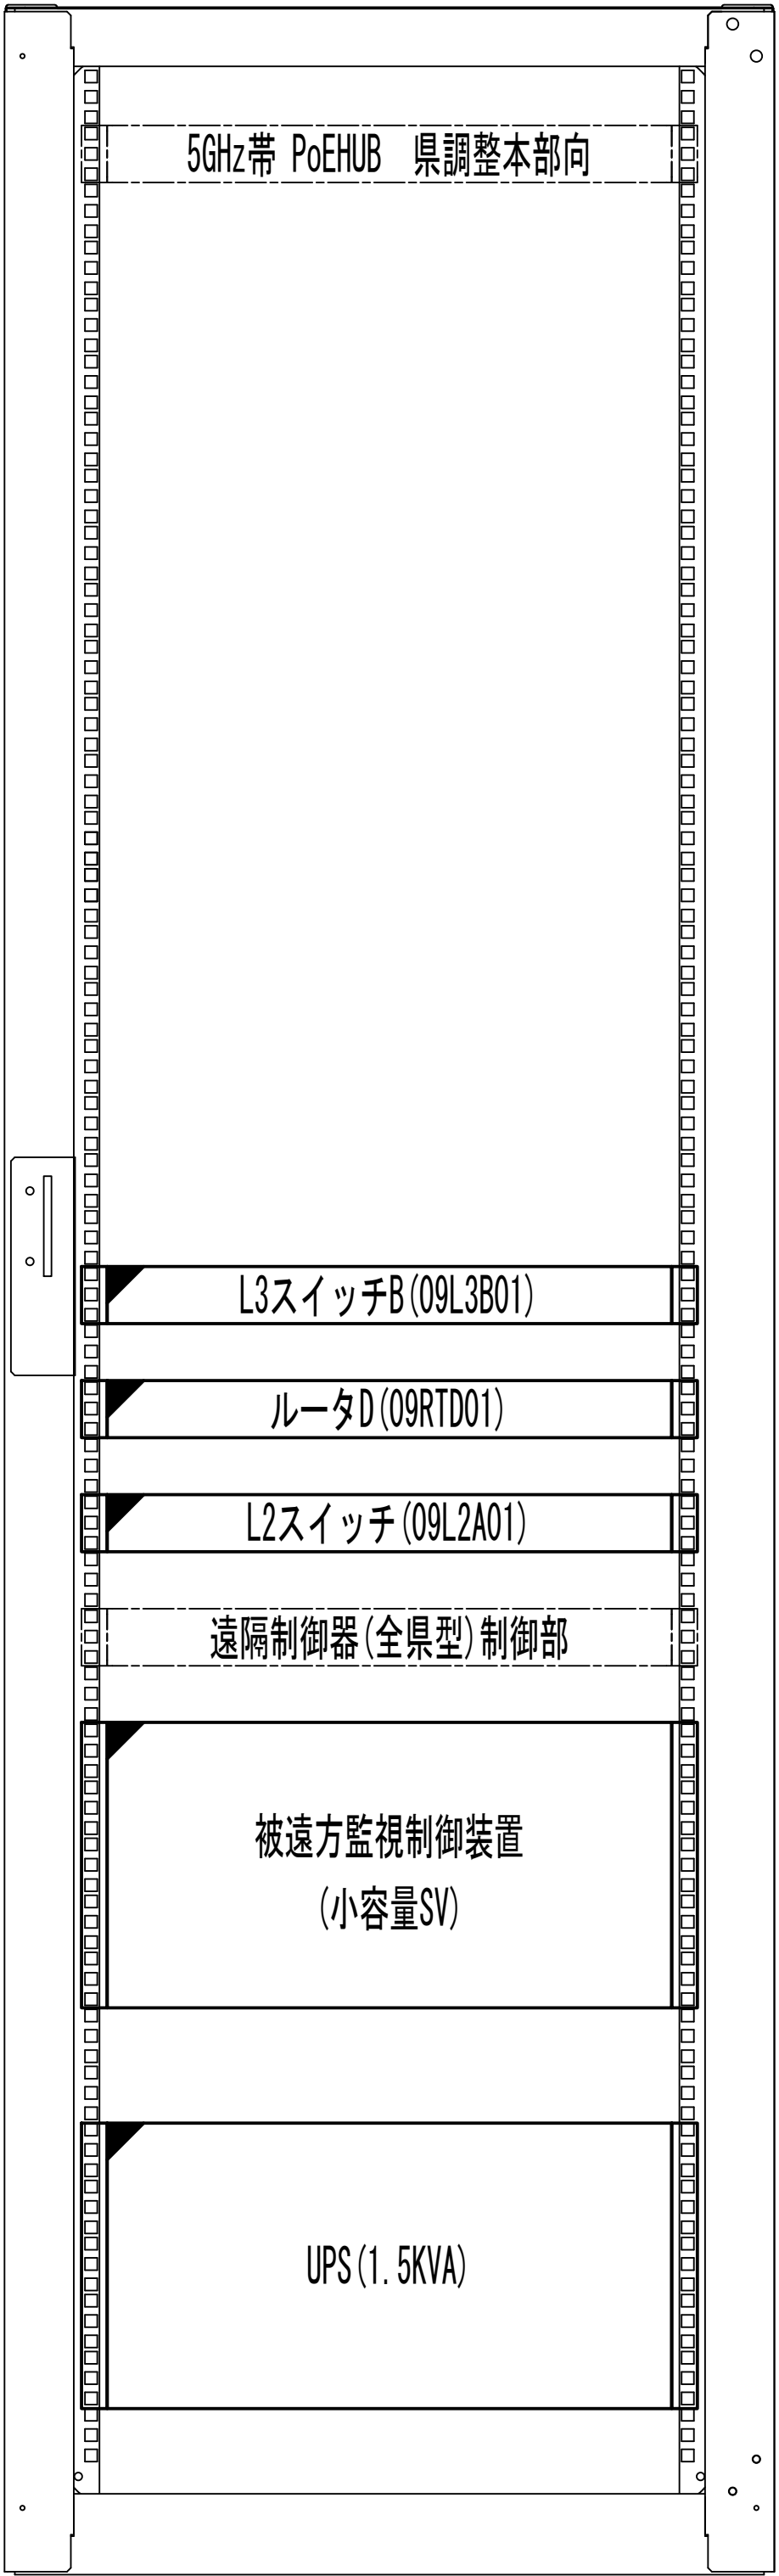 5GHz帯 PoEHUB　県調整本部向
L3スイッチB(09L3B01)
ルータD(09RTD01)
L2スイッチ(09L2A01)
遠隔制御器(全県型)制御部
被遠方監視制御装置
(小容量SV)
UPS(1.5KVA)